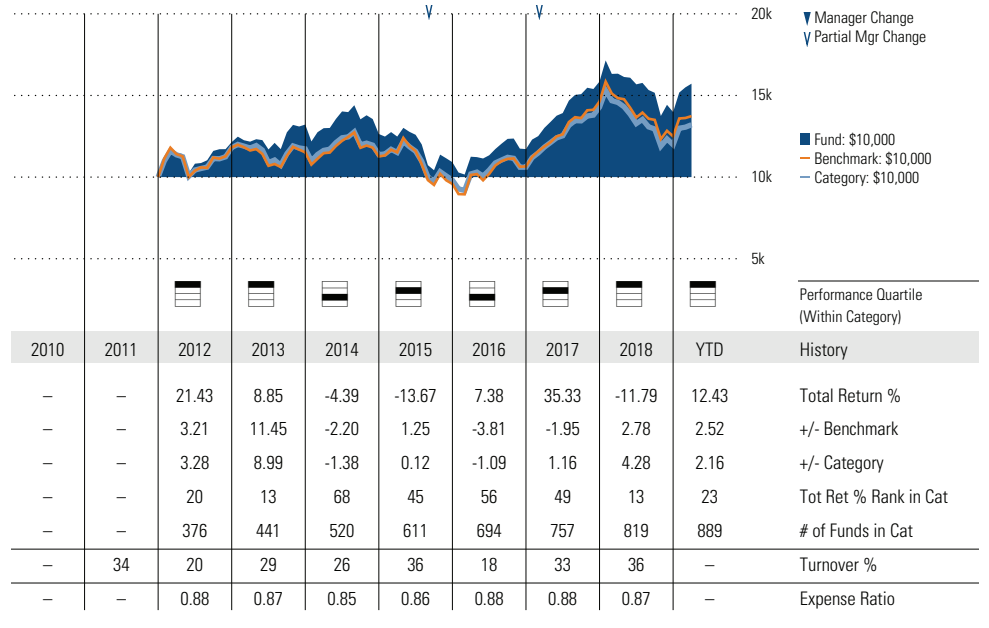 20k
▼ Manager Change
Partial Mgr Change
15k
Fund: $10,000
Benchmark: $10,000
Category: $10,000
10k
5k
Performance Quartile
(Within Category)
2010 2011 2012 2013 2014 2015 2016 2017 2018 YTD History
– – 21.43 8.85 -4.39 -13.67 7.38 35.33 -11.79 12.43 Total Return %
– – 3.21 11.45 -2.20 1.25 -3.81 -1.95 2.78 2.52 +/- Benchmark
– – 3.28 8.99 -1.38 0.12 -1.09 1.16 4.28 2.16 +/- Category
– – 20 13 68 45 56 49 13 23 Tot Ret % Rank in Cat
– – 376 441 520 611 694 757 819 889 # of Funds in Cat
– 34 20 29 26 36 18 33 36 – Turnover %
– – 0.88 0.87 0.85 0.86 0.88 0.88 0.87 – Expense Ratio